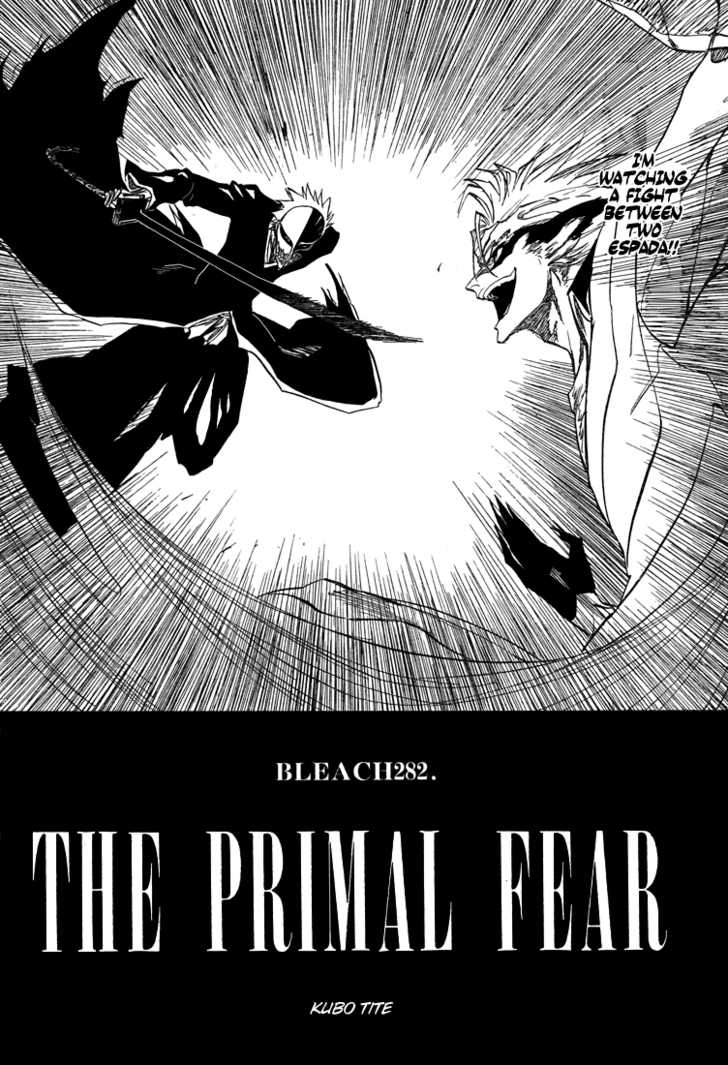 I'M
WATCHING
A FIGHT
BETWEEN
TWO
ESPADA!!
BLEACH282.
THE PRIMAL FEAR
KUBO TITE